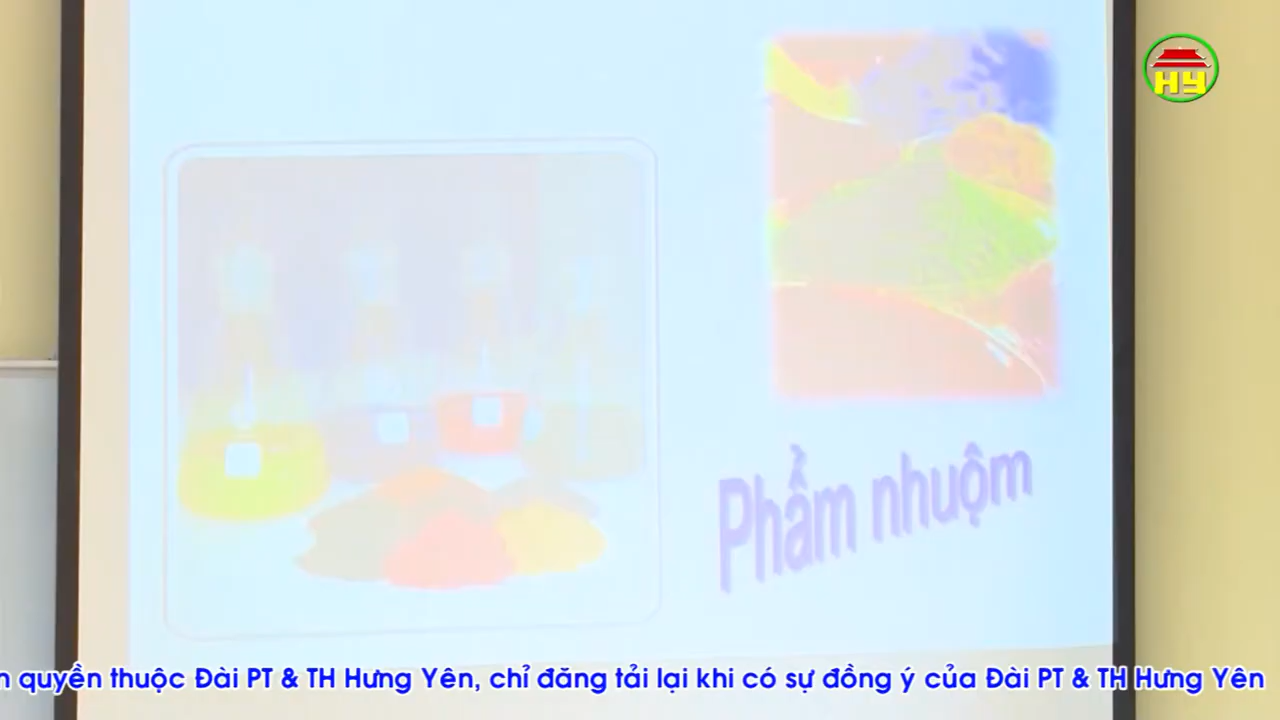 HY
Phẩm nhuộm
quyền thuộc Đài PT & TH Hưng Yên, chỉ đăng tải lại khi có sự đồng ý của Đài PT & TH Hưng Yên